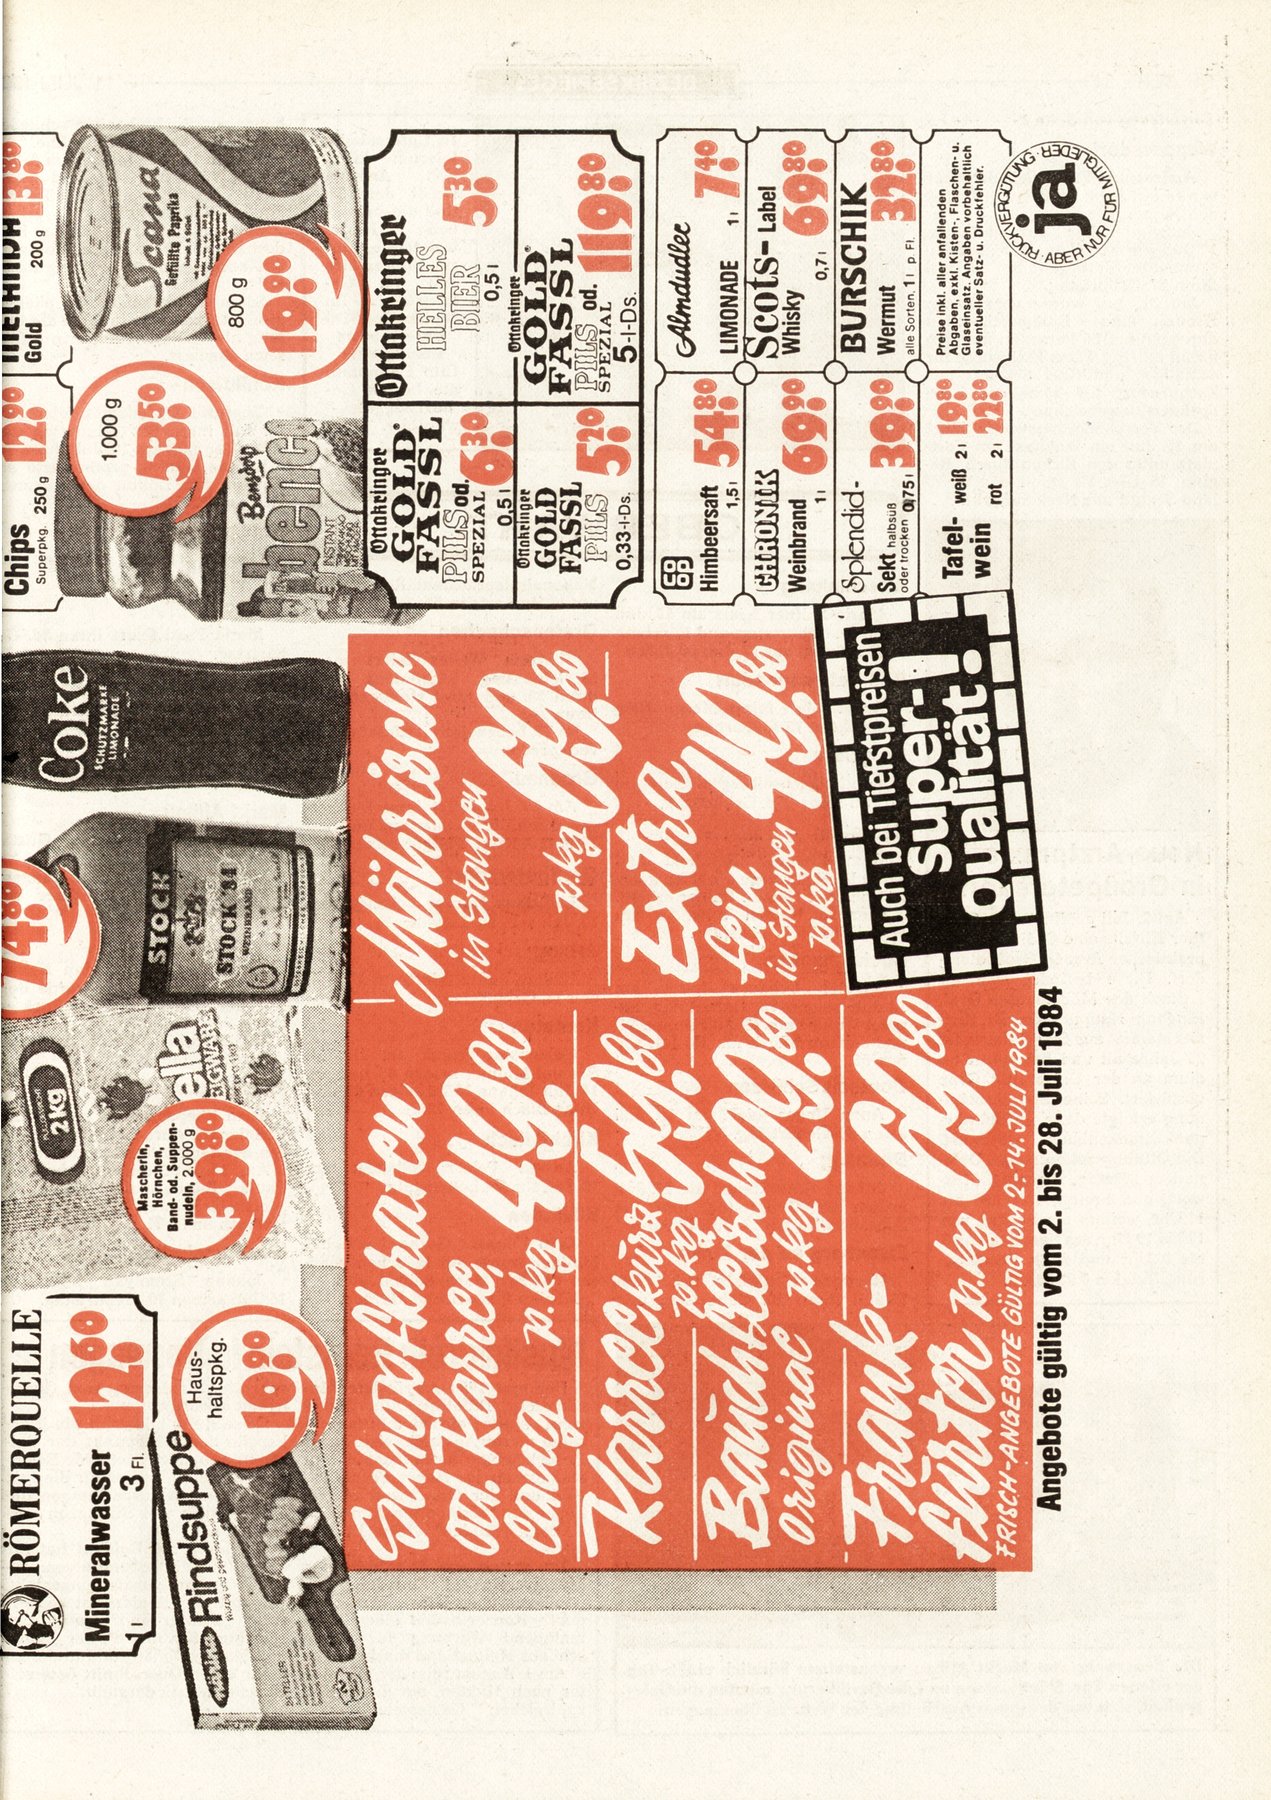 RÖMERQUELLE
Mineralwasser
1 l
3 Fl.
12.60
Rindsuppe
24 TELLER
Haus-
haltspkg.
10.90
2 kg
Mascherln,
Hörnchen,
Band- od. Suppen-
nudeln, 2.000 g
39.80
74.80
STOCK
STOCK '84
WEINBRAND
Coke
SCHUTZMARKE
LIMONADE
Chips
12.90
Superpkg. 250 g
Gold
200 g
13.80
1.000 g
53.50
Bensdorp
INSTANT
Scana
Gefüllte Paprika
800 g
19.90
Schopfbraten
od. Karree,
lang p.kg 49.80
Karree kurz
p.kg 59.80
Bauchfleisch
original p.kg 29.80
Frank-
furter p.kg 69.80
FRISCH-ANGEBOTE GÜLTIG VOM 2.-14. JULI 1984
Mährische
in Stangen
p.kg 69.80
Extra
fein
in Stangen
p.kg 49.80
Auch bei Tiefstpreisen
super-
Qualität!
Ottakringer
GOLD
FASSL
PILS od.
SPEZIAL
0,5 l
6.30
Ottakringer
HELLES
BIER
0,5 l
5.30
Ottakringer
GOLD
FASSL
PILS
0,33-l-Ds.
5.20
Ottakringer
GOLD
FASSL
PILS od.
SPEZIAL
5-l-Ds.
119.80
COOP
Himbeersaft
1,5 l
54.80
Almdudler
LIMONADE
1 l
7.40
CHRONIK
Weinbrand
1 l
69.90
Scots-Label
Whisky
0,7 l
69.80
Splendid-
Sekt halbsüß
oder trocken 0,75 l
39.90
BURSCHIK
Wermut
alle Sorten, 1 l p. Fl.
32.80
Tafel-
wein
weiß 2 l 19.80
rot 2 l 22.80
Preise inkl. aller anfallenden
Abgaben, exkl. Kisten-, Flaschen- u.
Glaseinsatz. Angaben vorbehaltlich
eventueller Satz- u. Druckfehler.
RÜCKVERGÜTUNG
ja
ABER NUR FÜR MITGLIEDER
Angebote gültig vom 2. bis 28. Juli 1984